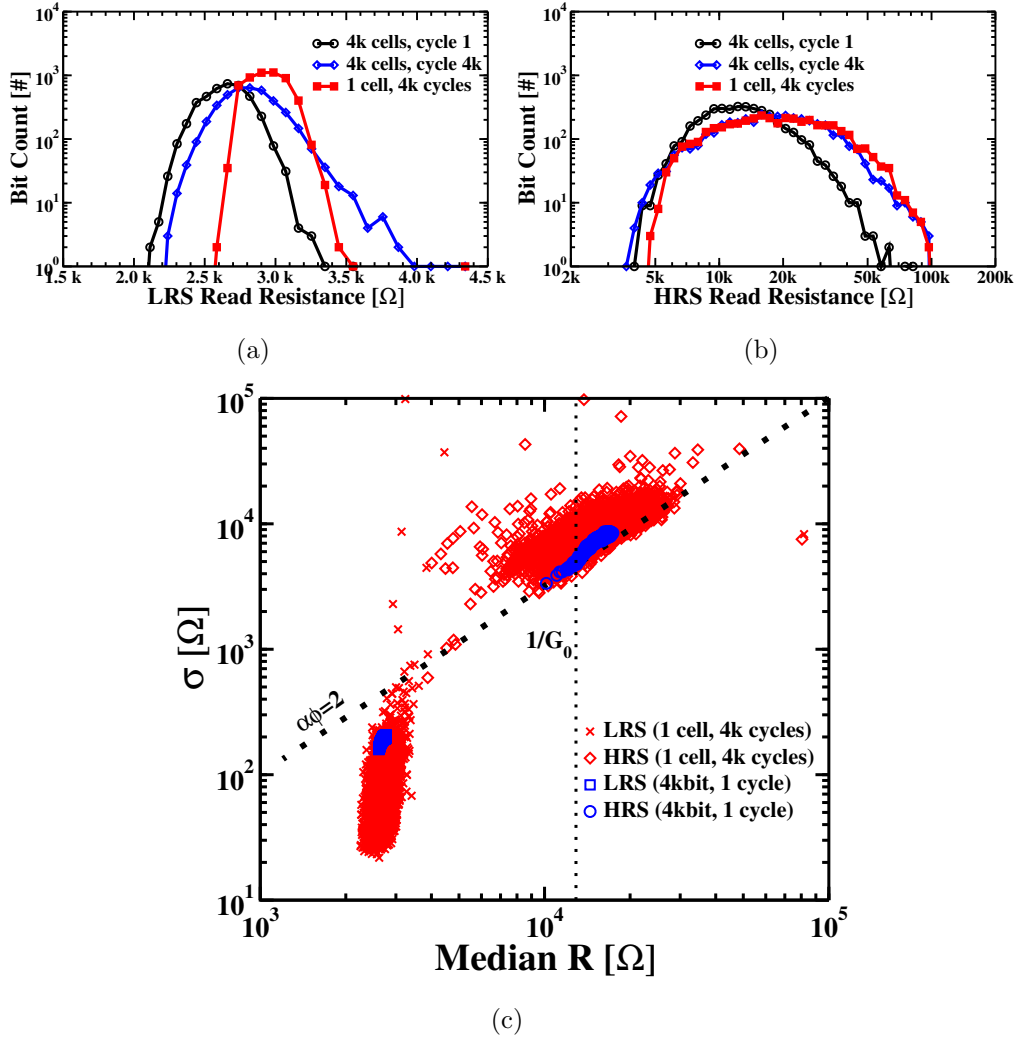 Bit Count [#]
10⁴
10³
10²
10¹
10⁰
4k cells, cycle 1
4k cells, cycle 4k
1 cell, 4k cycles
1.5 k 2.0 k 2.5 k 3.0 k 3.5 k 4.0 k 4.5 k
LRS Read Resistance [Ω]
(a)
Bit Count [#]
10⁴
10³
10²
10¹
10⁰
4k cells, cycle 1
4k cells, cycle 4k
1 cell, 4k cycles
2k 5k 10k 20k 50k 100k 200k
HRS Read Resistance [Ω]
(b)
σ [Ω]
10⁵
10⁴
10³
10²
10¹
1/G₀
αϕ=2
LRS (1 cell, 4k cycles)
HRS (1 cell, 4k cycles)
LRS (4kbit, 1 cycle)
HRS (4kbit, 1 cycle)
10³ 10⁴ 10⁵
Median R [Ω]
(c)